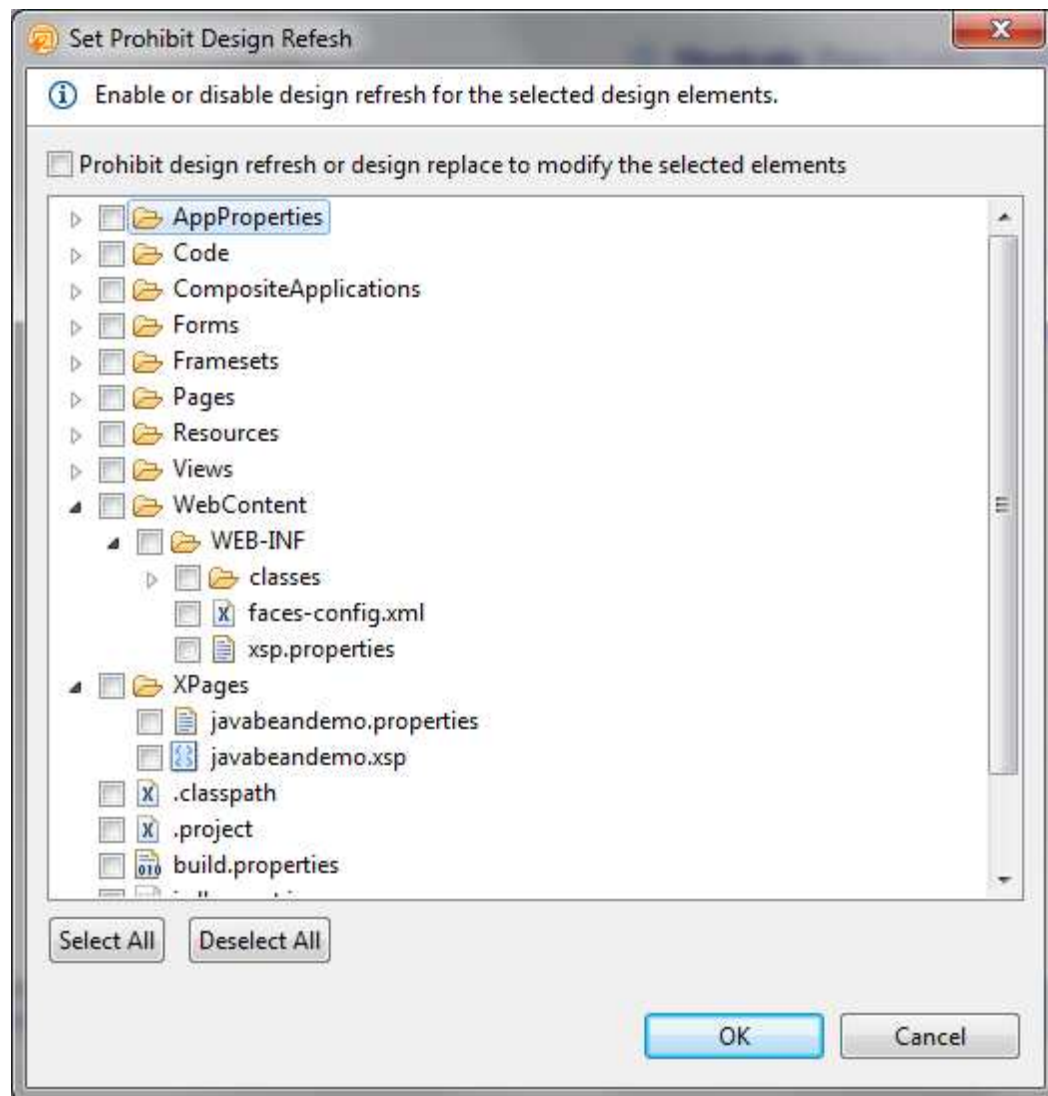 Set Prohibit Design Refesh
Enable or disable design refresh for the selected design elements.
Prohibit design refresh or design replace to modify the selected elements
AppProperties
Code
CompositeApplications
Forms
Framesets
Pages
Resources
Views
WebContent
WEB-INF
classes
faces-config.xml
xsp.properties
XPages
javabeandemo.properties
javabeandemo.xsp
.classpath
.project
build.properties
Select All Deselect All
OK Cancel